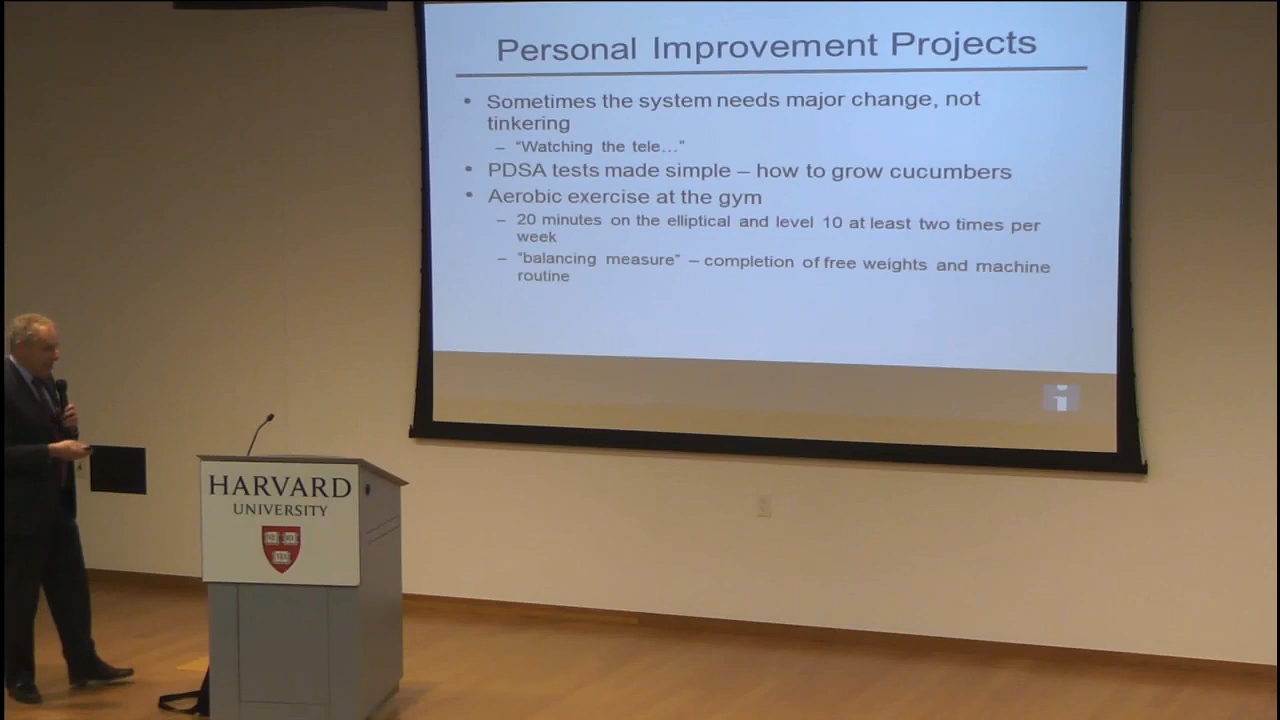 Personal Improvement Projects
• Sometimes the system needs major change, not
tinkering
– "Watching the tele…"
• PDSA tests made simple – how to grow cucumbers
• Aerobic exercise at the gym
– 20 minutes on the elliptical and level 10 at least two times per
week
– "balancing measure" – completion of free weights and machine
routine
HARVARD
UNIVERSITY